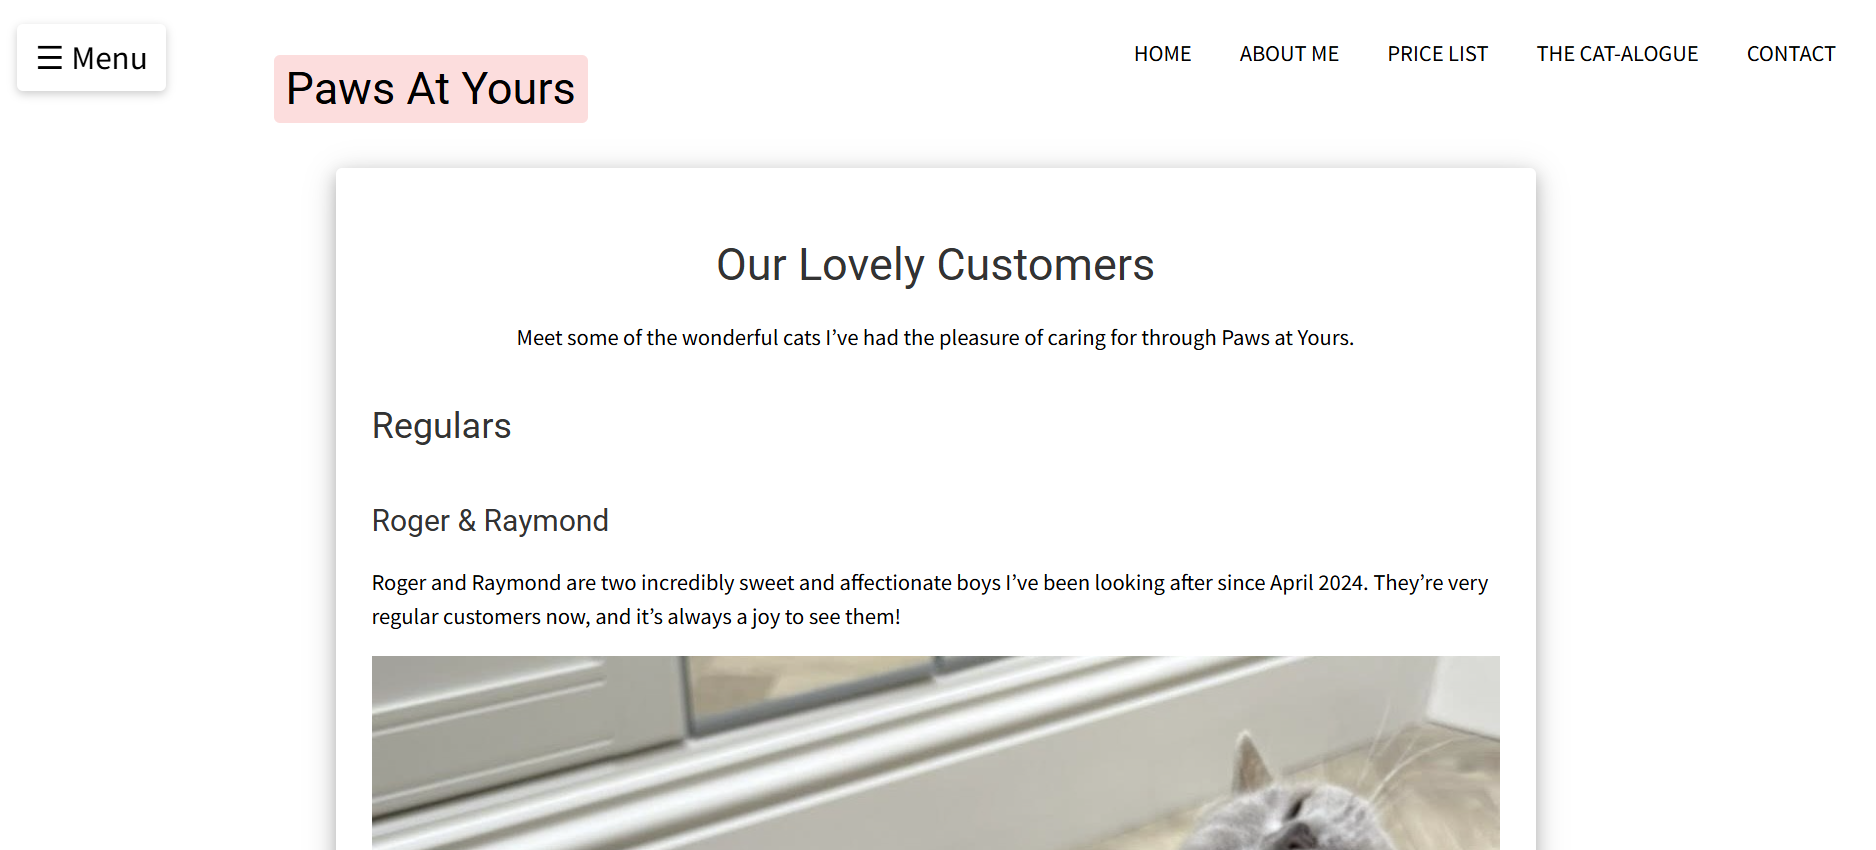 ☰ Menu
Paws At Yours
HOME ABOUT ME PRICE LIST THE CAT-ALOGUE CONTACT
Our Lovely Customers
Meet some of the wonderful cats I’ve had the pleasure of caring for through Paws at Yours.
Regulars
Roger & Raymond
Roger and Raymond are two incredibly sweet and affectionate boys I’ve been looking after since April 2024. They’re very
regular customers now, and it’s always a joy to see them!